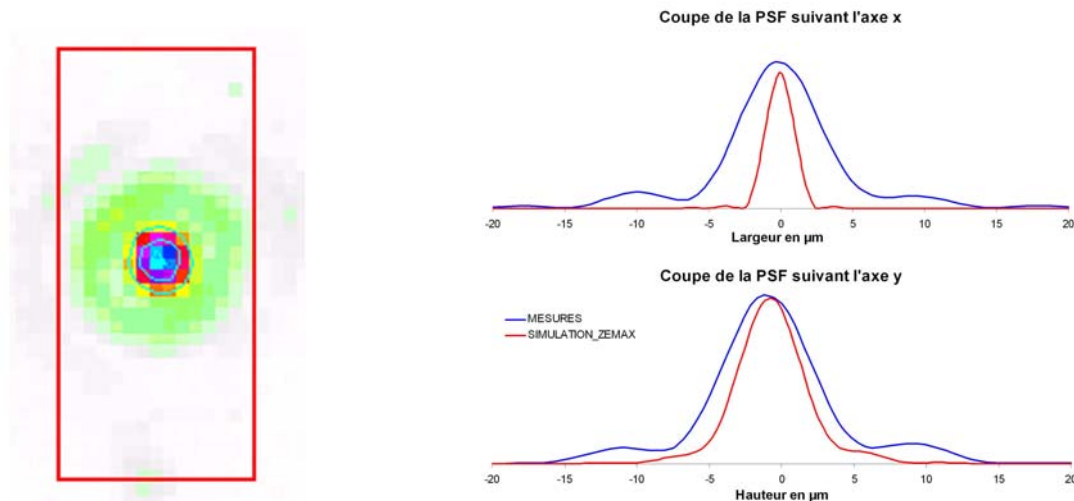 Coupe de la PSF suivant l'axe x
-20 -15 -10 -5 0 5 10 15 20
Largeur en µm
Coupe de la PSF suivant l'axe y
MESURES
SIMULATION_ZEMAX
-20 -15 -10 -5 0 5 10 15 20
Hauteur en µm